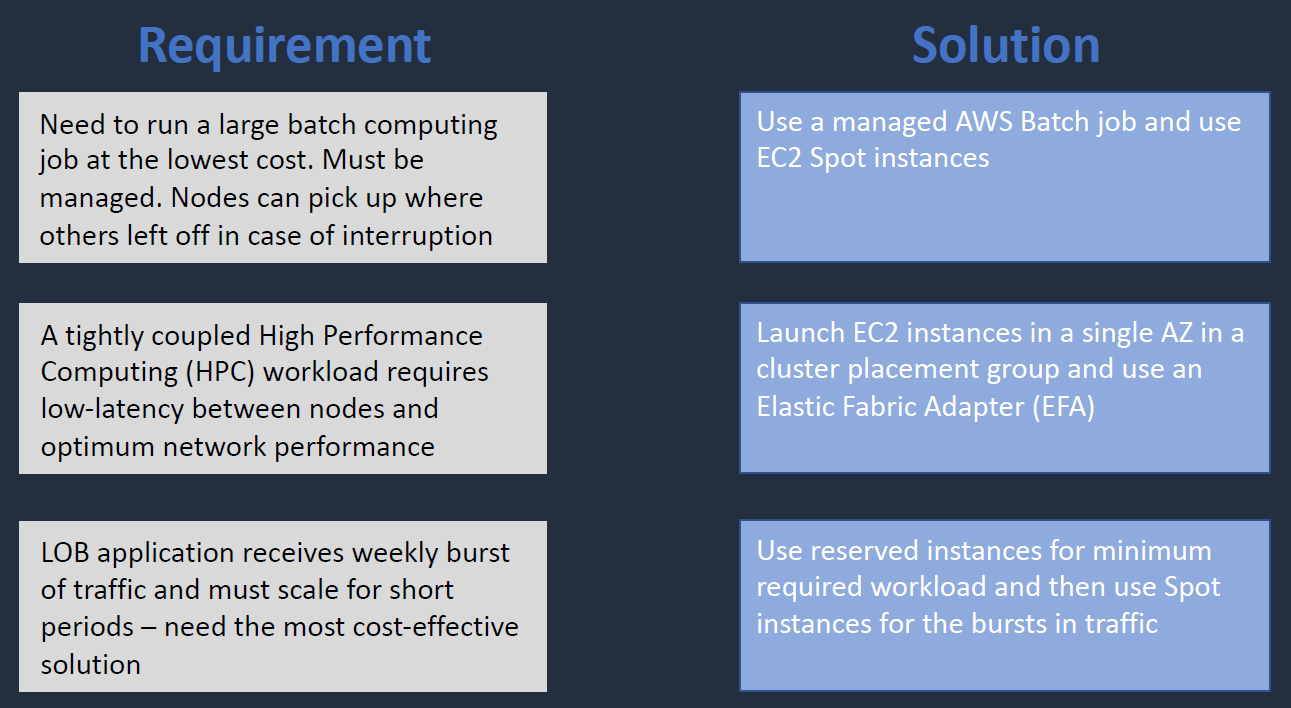 Requirement
Solution
Need to run a large batch computing
job at the lowest cost. Must be
managed. Nodes can pick up where
others left off in case of interruption
Use a managed AWS Batch job and use
EC2 Spot instances
A tightly coupled High Performance
Computing (HPC) workload requires
low-latency between nodes and
optimum network performance
Launch EC2 instances in a single AZ in a
cluster placement group and use an
Elastic Fabric Adapter (EFA)
LOB application receives weekly burst
of traffic and must scale for short
periods – need the most cost-effective
solution
Use reserved instances for minimum
required workload and then use Spot
instances for the bursts in traffic